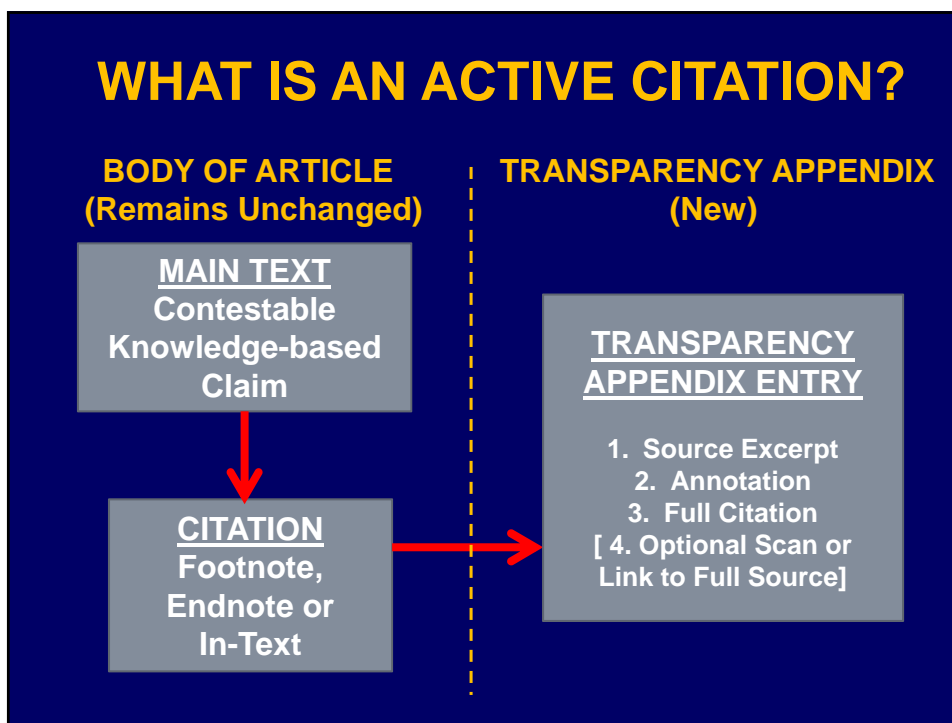 WHAT IS AN ACTIVE CITATION?
BODY OF ARTICLE
(Remains Unchanged)
MAIN TEXT
Contestable
Knowledge-based
Claim
CITATION
Footnote,
Endnote or
In-Text
TRANSPARENCY APPENDIX
(New)
TRANSPARENCY
APPENDIX ENTRY
1. Source Excerpt
2. Annotation
3. Full Citation
[ 4. Optional Scan or
Link to Full Source]